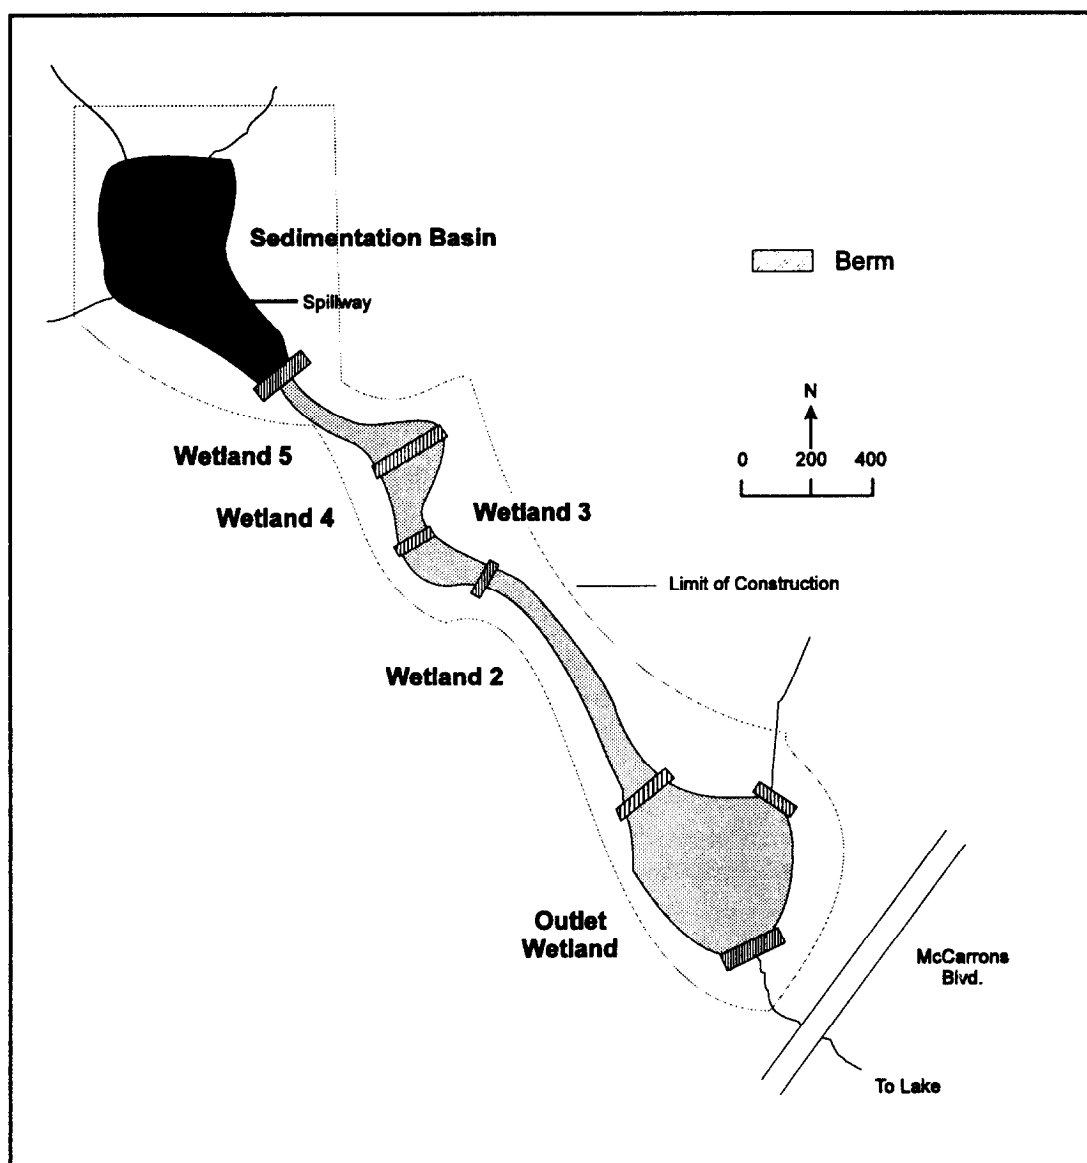 Sedimentation Basin
Berm
Spillway
N
0 200 400
Wetland 5
Wetland 4
Wetland 3
Limit of Construction
Wetland 2
Outlet
Wetland
McCarrons
Blvd.
To Lake